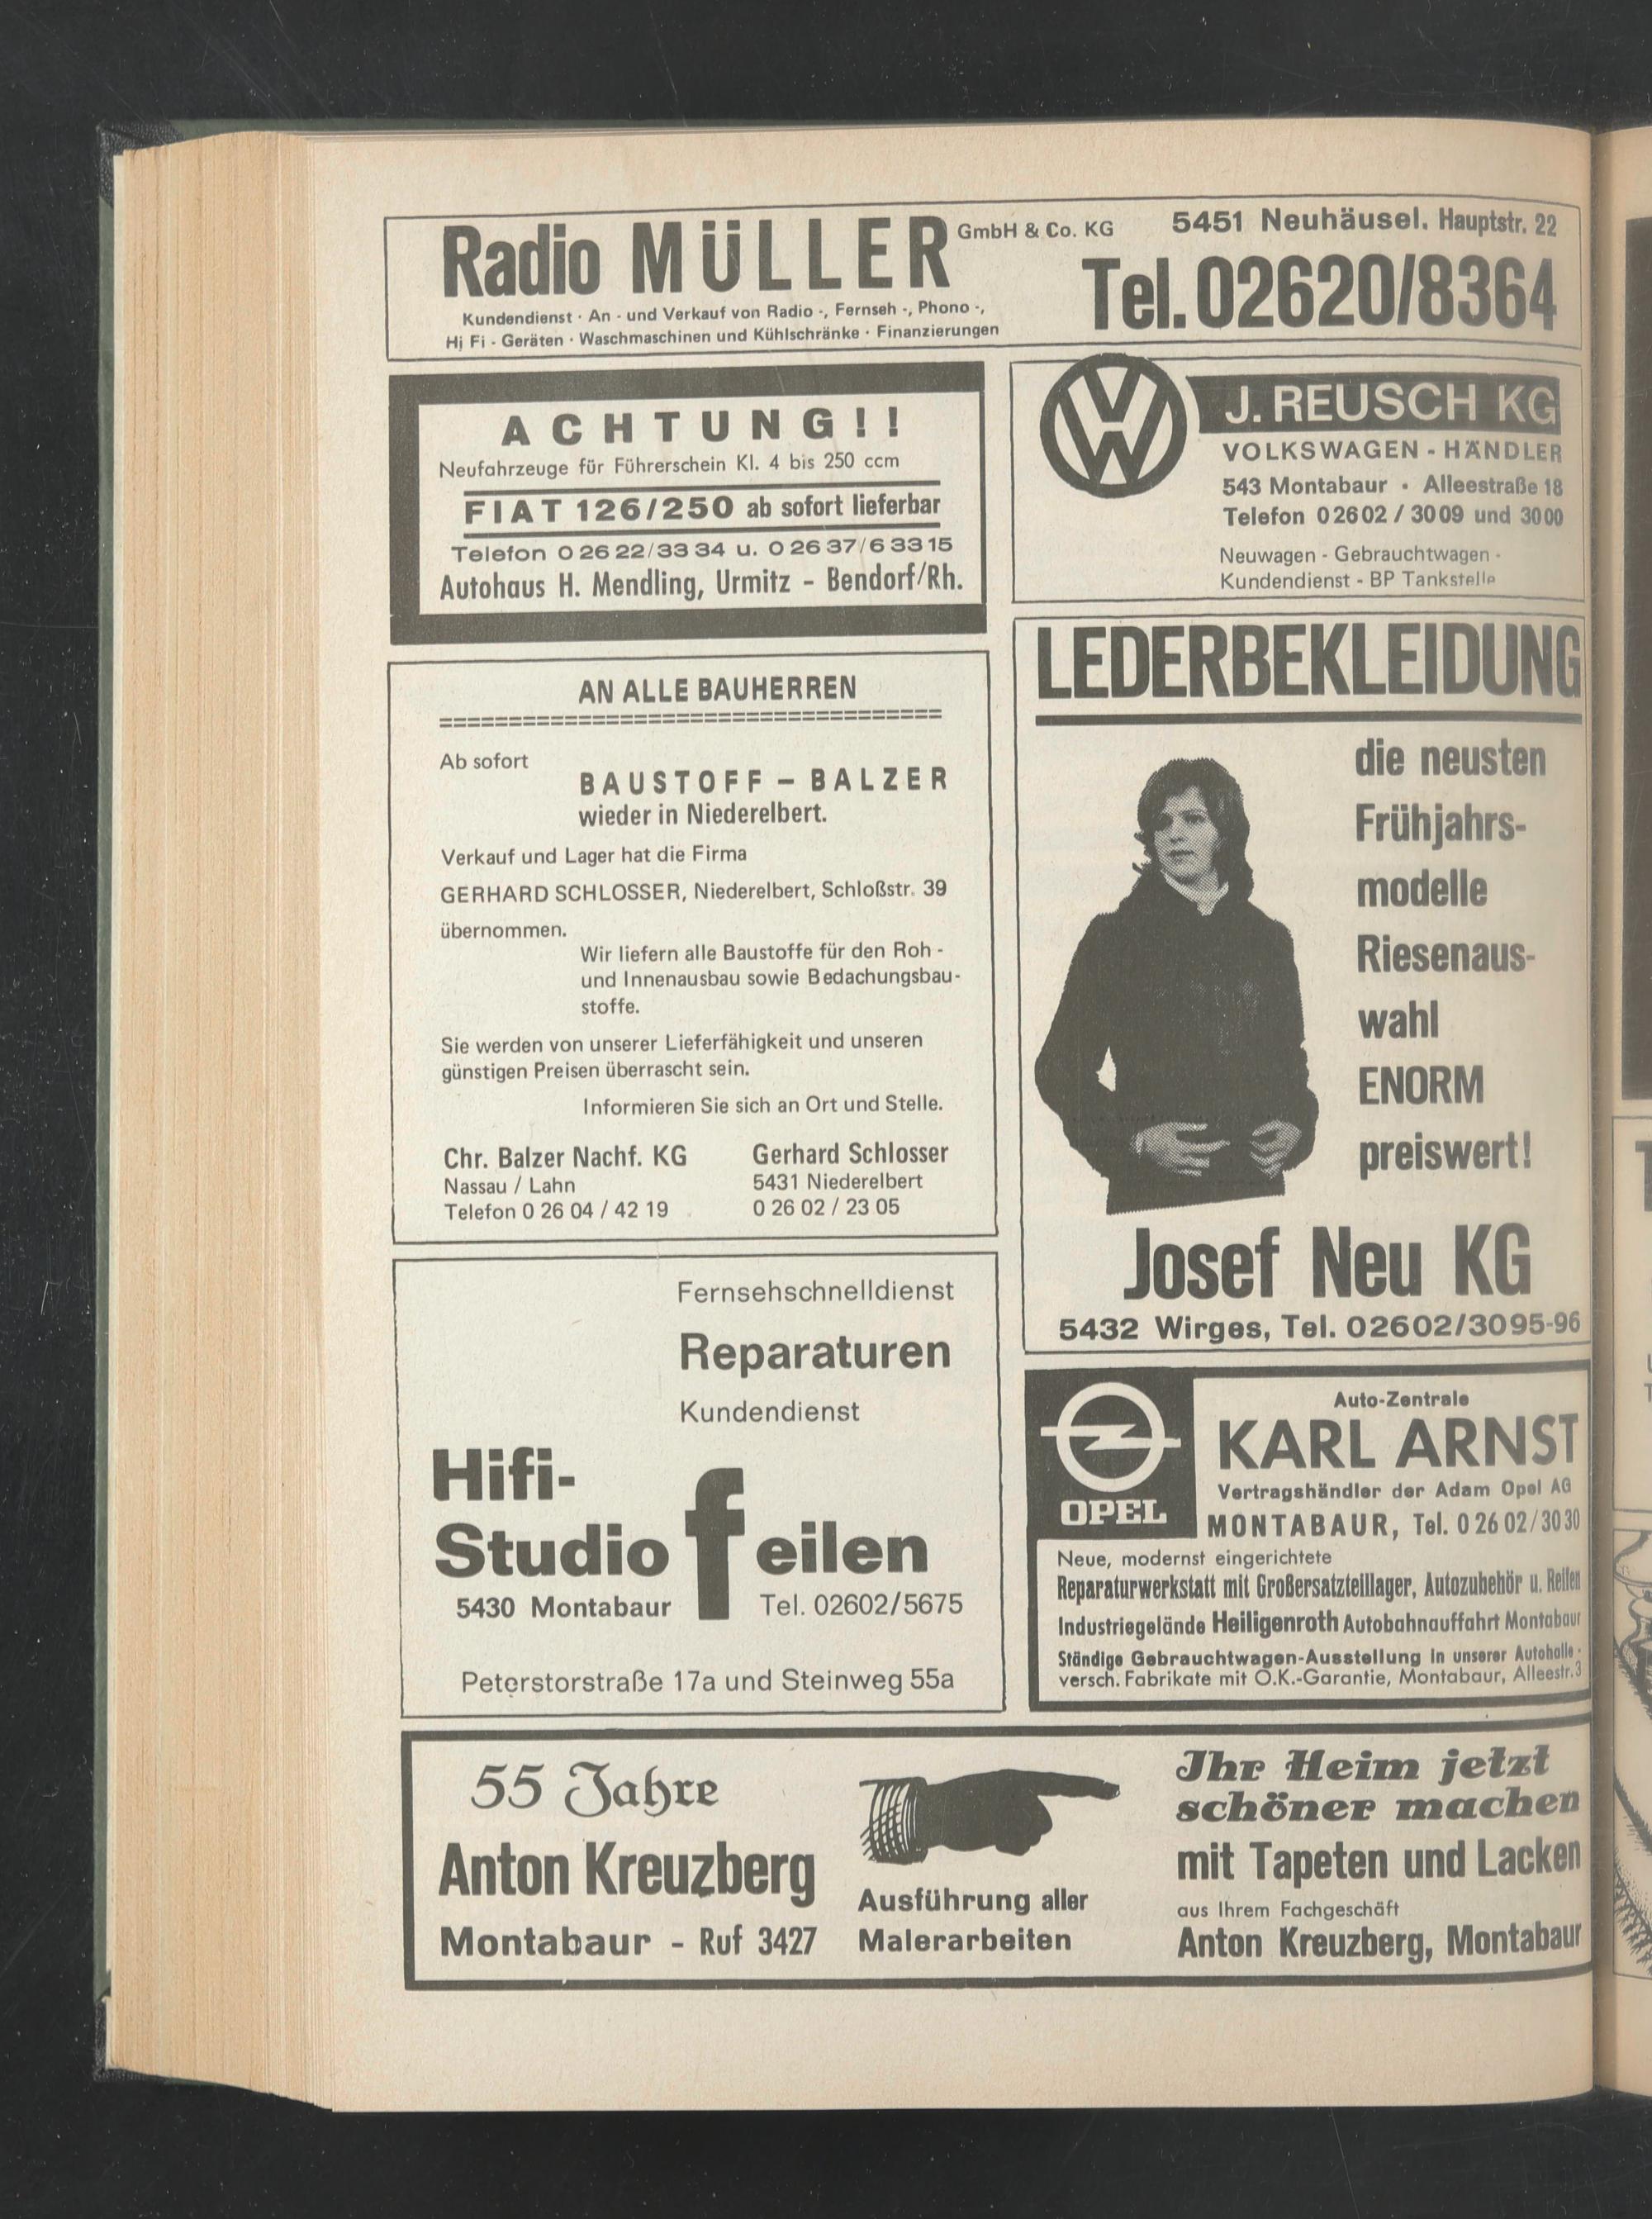 Radio MÜLLER GmbH & Co. KG
Kundendienst · An - und Verkauf von Radio -, Fernseh -, Phono -,
Hi Fi - Geräten · Waschmaschinen und Kühlschränke · Finanzierungen
5451 Neuhäusel. Hauptstr. 22
Tel. 02620/8364
ACHTUNG!!
Neufahrzeuge für Führerschein Kl. 4 bis 250 ccm
FIAT 126/250 ab sofort lieferbar
Telefon 0 26 22/33 34 u. 0 26 37/6 33 15
Autohaus H. Mendling, Urmitz - Bendorf/Rh.
AN ALLE BAUHERREN
====================================
Ab sofort
BAUSTOFF - BALZER
wieder in Niederelbert.
Verkauf und Lager hat die Firma
GERHARD SCHLOSSER, Niederelbert, Schloßstr. 39
übernommen.
Wir liefern alle Baustoffe für den Roh -
und Innenausbau sowie Bedachungsbau-
stoffe.
Sie werden von unserer Lieferfähigkeit und unseren
günstigen Preisen überrascht sein.
Informieren Sie sich an Ort und Stelle.
Chr. Balzer Nachf. KG
Nassau / Lahn
Telefon 0 26 04 / 42 19
Gerhard Schlosser
5431 Niederelbert
0 26 02 / 23 05
Fernsehschnelldienst
Reparaturen
Kundendienst
Hifi-
Studio feilen
5430 Montabaur Tel. 02602/5675
Peterstorstraße 17a und Steinweg 55a
VW
J. REUSCH KG
VOLKSWAGEN - HÄNDLER
543 Montabaur • Alleestraße 18
Telefon 0 26 02 / 30 09 und 30 00
Neuwagen - Gebrauchtwagen -
Kundendienst - BP Tankstelle
LEDERBEKLEIDUNG
die neusten
Frühjahrs-
modelle
Riesenaus-
wahl
ENORM
preiswert!
Josef Neu KG
5432 Wirges, Tel. 02602/3095-96
OPEL
Auto-Zentrale
KARL ARNST
Vertragshändler der Adam Opel AG
MONTABAUR, Tel. 0 26 02/30 30
Neue, modernst eingerichtete
Reparaturwerkstatt mit Großersatzteillager, Autozubehör u. Reifen
Industriegelände Heiligenroth Autobahnauffahrt Montabaur
Ständige Gebrauchtwagen-Ausstellung in unserer Autohalle -
versch. Fabrikate mit O.K.-Garantie, Montabaur, Alleestr. 3
55 Jahre
Anton Kreuzberg
Montabaur - Ruf 3427
Ausführung aller
Malerarbeiten
Ihr Heim jetzt
schöner machen
mit Tapeten und Lacken
aus Ihrem Fachgeschäft
Anton Kreuzberg, Montabaur